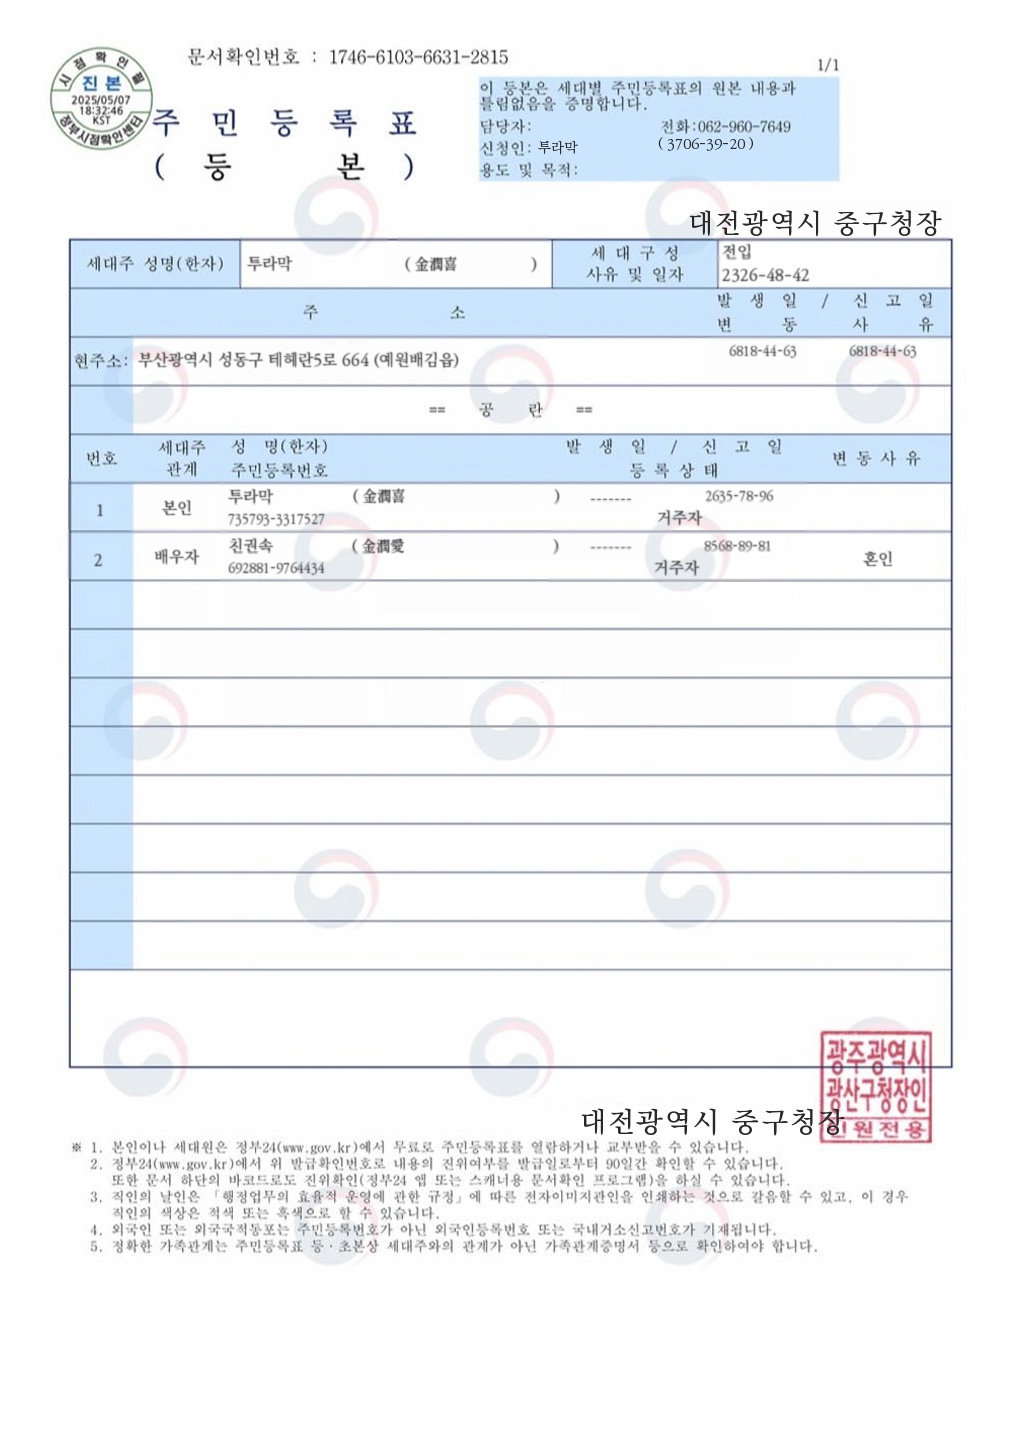 문서확인번호 : 1746-6103-6631-2815
1/1
시점확인필
진본
2025/05/07
18:32:46
KST
정부시점확인센터
주 민 등 록 표
( 등 본 )
이 등본은 세대별 주민등록표의 원본 내용과
틀림없음을 증명합니다.
담당자: 전화:062-960-7649
신청인: 투라막 ( 3706-39-20 )
용도 및 목적:
대전광역시 중구청장
세대주 성명(한자) 투라막 ( 金潤喜 ) 세 대 구 성 전입
사유 및 일자 2326-48-42
주 소 발 생 일 / 신 고 일
변 동 사 유
현주소: 부산광역시 성동구 테헤란5로 664 (예원배김읍) 6818-44-63 6818-44-63
== 공 란 ==
번호 세대주 성 명(한자) 발 생 일 / 신 고 일 변 동 사 유
관계 주민등록번호 등 록 상 태
1 본인 투라막 ( 金潤喜 ) ------- 2635-78-96
735793-3317527 거주자
2 배우자 친권속 ( 金潤愛 ) ------- 8568-89-81 혼인
692881-9764434 거주자
광주광역시
광산구청장인
민원전용
대전광역시 중구청장
※ 1. 본인이나 세대원은 정부24(www.gov.kr)에서 무료로 주민등록표를 열람하거나 교부받을 수 있습니다.
2. 정부24(www.gov.kr)에서 위 발급확인번호로 내용의 진위여부를 발급일로부터 90일간 확인할 수 있습니다.
또한 문서 하단의 바코드로도 진위확인(정부24 앱 또는 스캐너용 문서확인 프로그램)을 하실 수 있습니다.
3. 직인의 날인은 「행정업무의 효율적 운영에 관한 규정」에 따른 전자이미지관인을 인쇄하는 것으로 갈음할 수 있고, 이 경우
직인의 색상은 적색 또는 흑색으로 할 수 있습니다.
4. 외국인 또는 외국국적동포는 주민등록번호가 아닌 외국인등록번호 또는 국내거소신고번호가 기재됩니다.
5. 정확한 가족관계는 주민등록표 등·초본상 세대주와의 관계가 아닌 가족관계증명서 등으로 확인하여야 합니다.